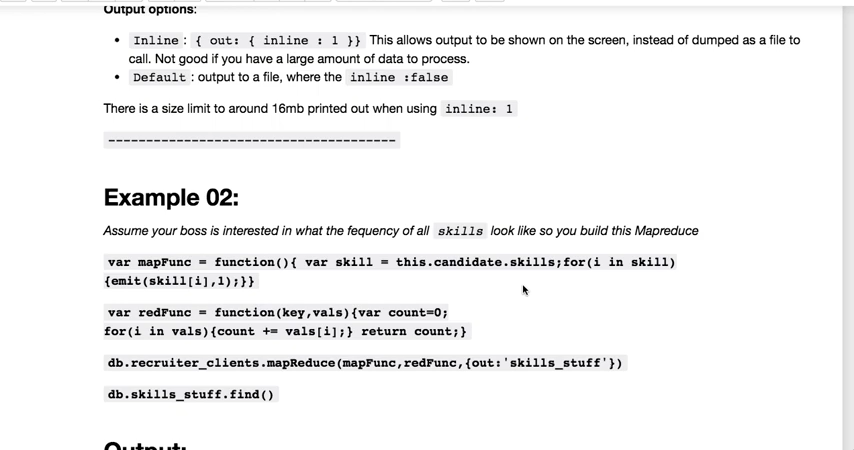 Output options:
Inline : { out: { inline : 1 }} This allows output to be shown on the screen, instead of dumped as a file to
call. Not good if you have a large amount of data to process.
Default : output to a file, where the inline :false
There is a size limit to around 16mb printed out when using inline: 1
--------------------------------------
Example 02:
Assume your boss is interested in what the fequency of all skills look like so you build this Mapreduce
var mapFunc = function(){ var skill = this.candidate.skills;for(i in skill)
{emit(skill[i],1);}}
var redFunc = function(key,vals){var count=0;
for(i in vals){count += vals[i];} return count;}
db.recruiter_clients.mapReduce(mapFunc,redFunc,{out:'skills_stuff'})
db.skills_stuff.find()
Output: